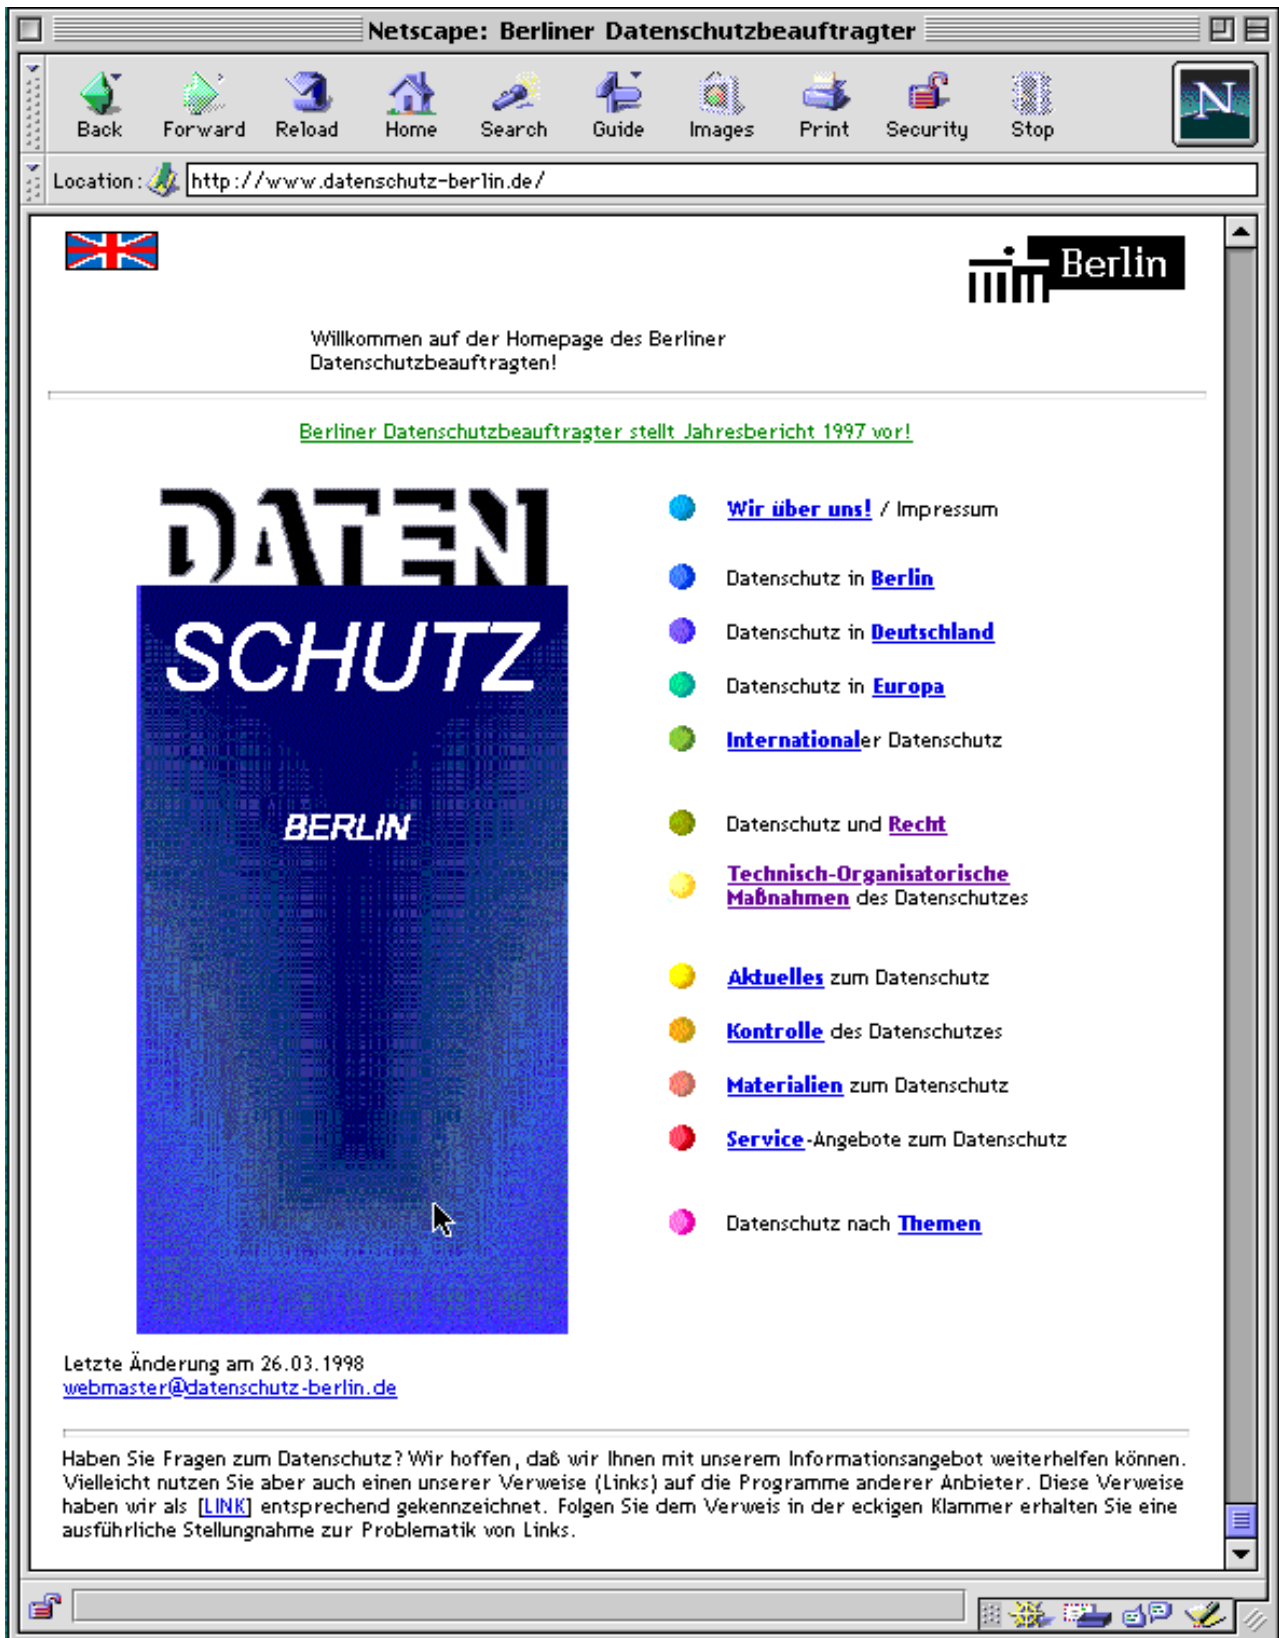 Netscape: Berliner Datenschutzbeauftragter
Back Forward Reload Home Search Guide Images Print Security Stop
N
Location: http://www.datenschutz-berlin.de/
Berlin
Willkommen auf der Homepage des Berliner
Datenschutzbeauftragten!
Berliner Datenschutzbeauftragter stellt Jahresbericht 1997 vor!
DATEN
SCHUTZ
BERLIN
Wir über uns! / Impressum
Datenschutz in Berlin
Datenschutz in Deutschland
Datenschutz in Europa
Internationaler Datenschutz
Datenschutz und Recht
Technisch-Organisatorische
Maßnahmen des Datenschutzes
Aktuelles zum Datenschutz
Kontrolle des Datenschutzes
Materialien zum Datenschutz
Service-Angebote zum Datenschutz
Datenschutz nach Themen
Letzte Änderung am 26.03.1998
webmaster@datenschutz-berlin.de
Haben Sie Fragen zum Datenschutz? Wir hoffen, daß wir Ihnen mit unserem Informationsangebot weiterhelfen können.
Vielleicht nutzen Sie aber auch einen unserer Verweise (Links) auf die Programme anderer Anbieter. Diese Verweise
haben wir als [LINK] entsprechend gekennzeichnet. Folgen Sie dem Verweis in der eckigen Klammer erhalten Sie eine
ausführliche Stellungnahme zur Problematik von Links.